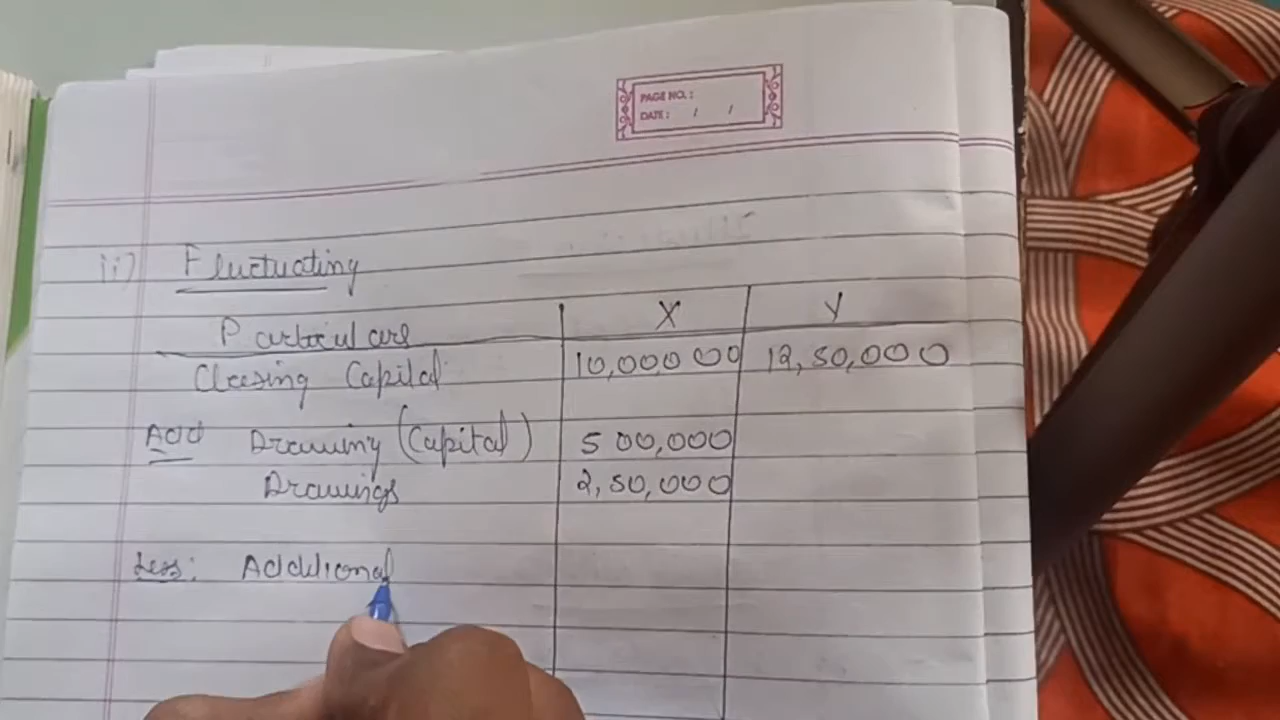 PAGE NO. :
DATE : / /
ii) Fluctuating
Particulars X Y
Closing Capital 10,000 00 12,50,000
Add Drawing (Capital) 5 00,000
Drawings 2,50,000
Less: Additional